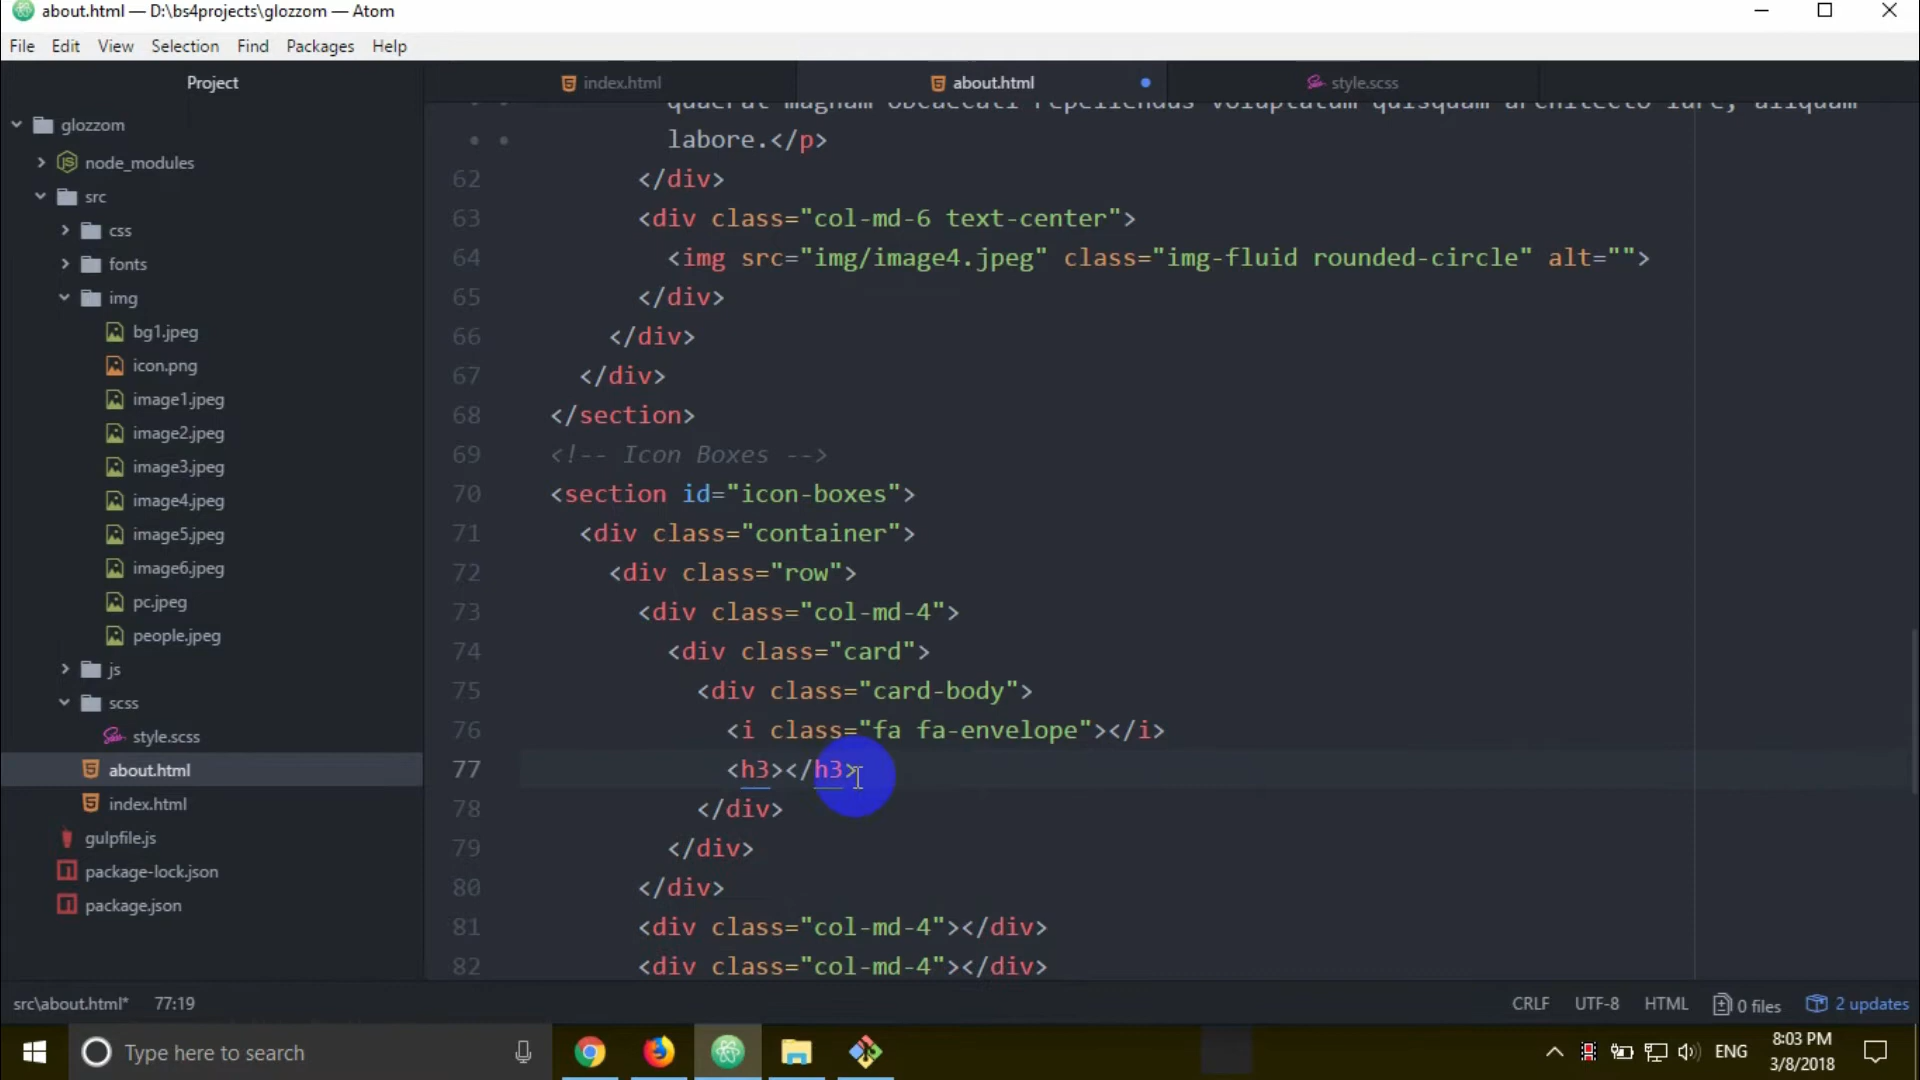 about.html — D:\bs4projects\glozzom — Atom
File Edit View Selection Find Packages Help
Project
index.html
about.html
style.scss
glozzom
node_modules
src
css
fonts
img
bg1.jpeg
icon.png
image1.jpeg
image2.jpeg
image3.jpeg
image4.jpeg
image5.jpeg
image6.jpeg
pc.jpeg
people.jpeg
js
scss
style.scss
about.html
index.html
gulpfile.js
package-lock.json
package.json
quaerat magnam obcaecati repellendus voluptatum quisquam architecto iure, aliquam
labore.</p>
62 </div>
63 <div class="col-md-6 text-center">
64 <img src="img/image4.jpeg" class="img-fluid rounded-circle" alt="">
65 </div>
66 </div>
67 </div>
68 </section>
69 <!-- Icon Boxes -->
70 <section id="icon-boxes">
71 <div class="container">
72 <div class="row">
73 <div class="col-md-4">
74 <div class="card">
75 <div class="card-body">
76 <i class="fa fa-envelope"></i>
77 <h3></h3>
78 </div>
79 </div>
80 </div>
81 <div class="col-md-4"></div>
82 <div class="col-md-4"></div>
src\about.html* 77:19
CRLF UTF-8 HTML 0 files 2 updates
Type here to search
ENG
8:03 PM
3/8/2018